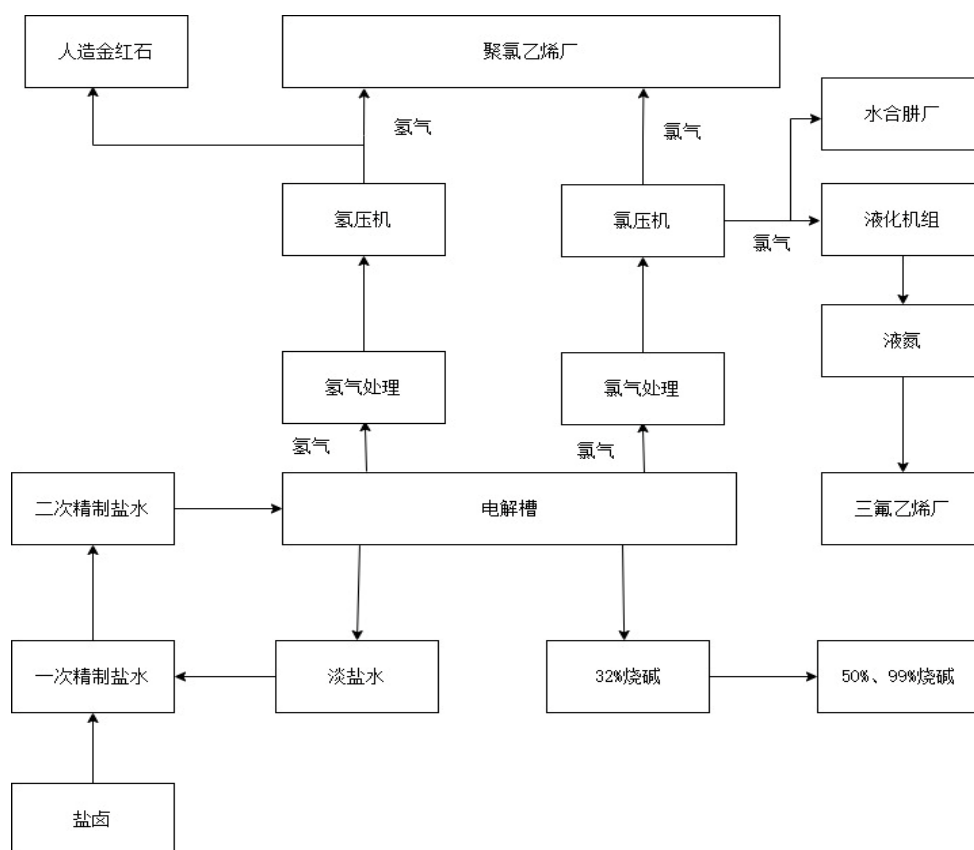 人造金红石
聚氯乙烯厂
水合肼厂
氢气
氯气
氢压机
氯压机
液化机组
氯气
液氮
氢气处理
氯气处理
氢气
氯气
二次精制盐水
电解槽
三氟乙烯厂
一次精制盐水
淡盐水
32%烧碱
50%、99%烧碱
盐卤